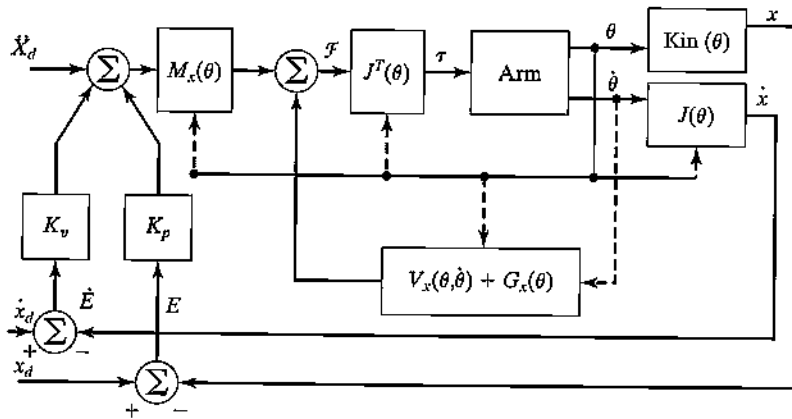 Ẍ_d
Σ
M_x(θ)
Σ
ℱ
J^T(θ)
τ
Arm
θ
Kin (θ)
x
θ̇
J(θ)
ẋ
K_v
K_p
V_x(θ,θ̇) + G_x(θ)
Ė
E
ẋ_d
Σ
+
−
x_d
Σ
+
−